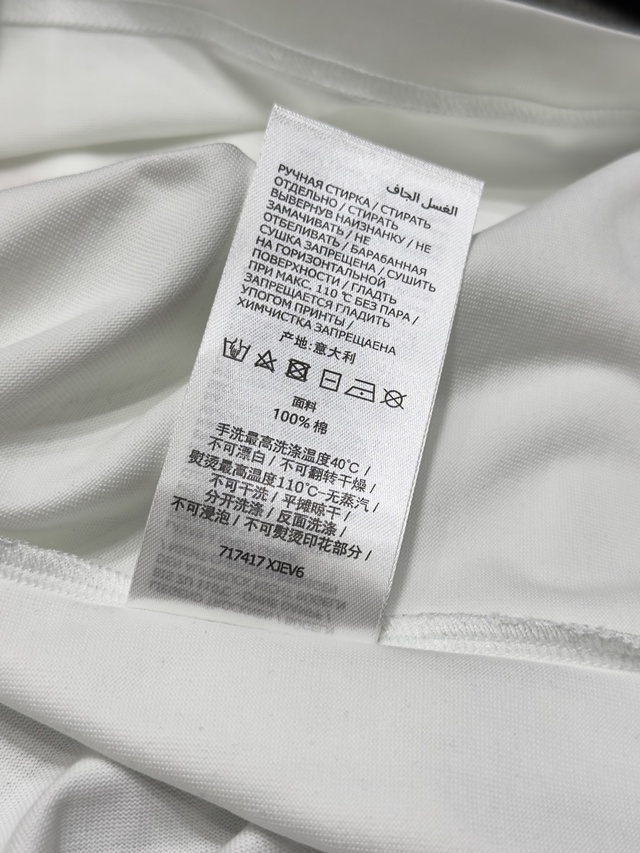 الغسل الجاف
РУЧНАЯ СТИРКА / СТИРАТЬ
ОТДЕЛЬНО / СТИРАТЬ
ВЫВЕРНУВ НАИЗНАНКУ / НЕ
ЗАМАЧИВАТЬ / НЕ
ОТБЕЛИВАТЬ / БАРАБАННАЯ
СУШКА ЗАПРЕЩЕНА / СУШИТЬ
НА ГОРИЗОНТАЛЬНОЙ
ПОВЕРХНОСТИ / ГЛАДТЬ
ПРИ МАКС. 110 ℃ БЕЗ ПАРА /
ЗАПРЕЩАЕТСЯ ГЛАДИТЬ
УПОГОМ ПРИНТЫ /
ХИМЧИСТКА ЗАПРЕЩАЕНА
产地:意大利
面料
100% 棉
手洗最高洗涤温度40℃ /
不可漂白 / 不可翻转干燥 /
熨烫最高温度110℃-无蒸汽 /
不可干洗 / 平摊晾干 /
分开洗涤 / 反面洗涤 /
不可浸泡 / 不可熨烫印花部分 /
717417 XJEV6